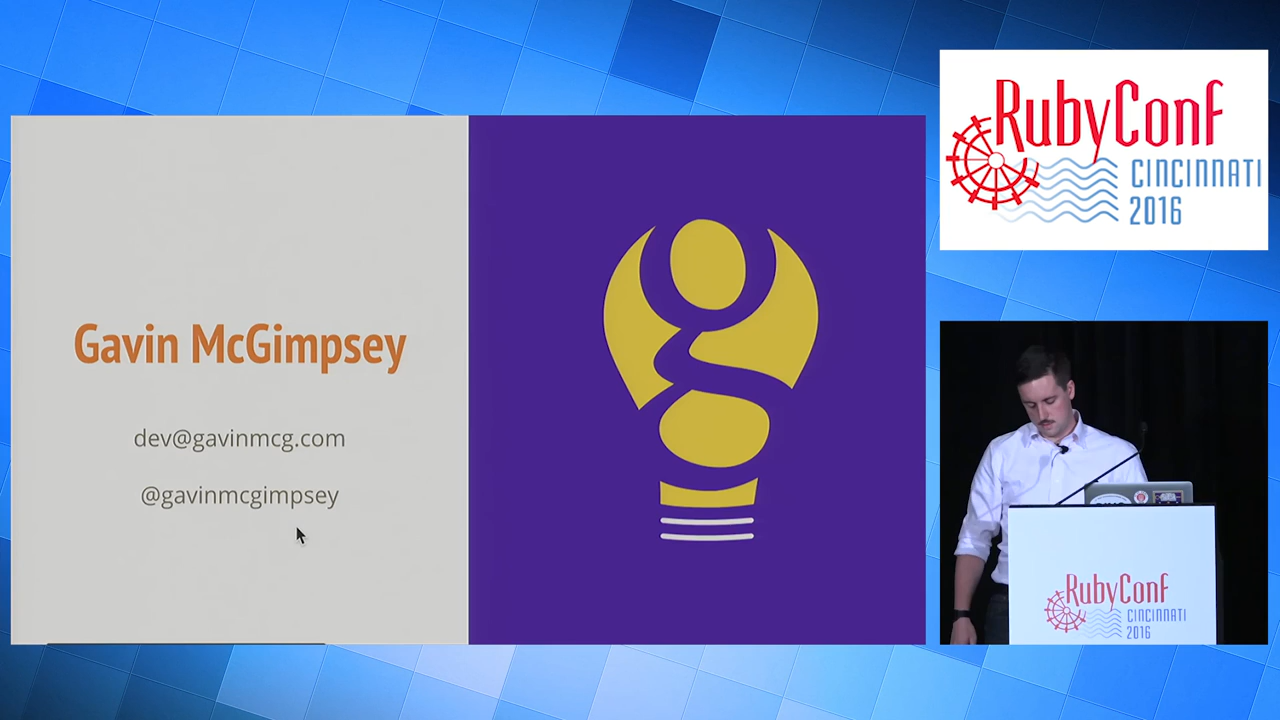 Gavin McGimpsey
dev@gavinmcg.com
@gavinmcgimpsey
RubyConf
CINCINNATI
2016
RubyConf
CINCINNATI
2016